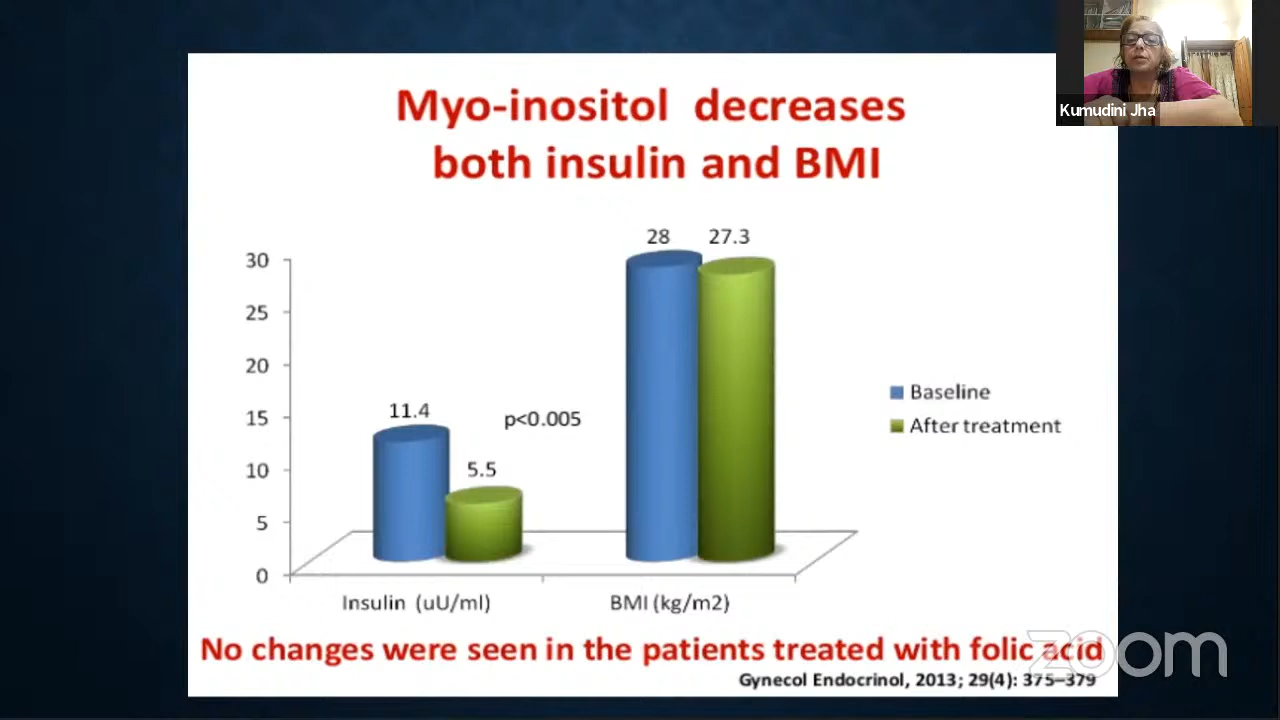 Kumudini Jha
Myo-inositol decreases
both insulin and BMI
28 27.3
30
25
20
15
10
5
0
11.4
p<0.005
5.5
Baseline
After treatment
Insulin (uU/ml) BMI (kg/m2)
No changes were seen in the patients treated with folic acid
zoom
Gynecol Endocrinol, 2013; 29(4): 375–379